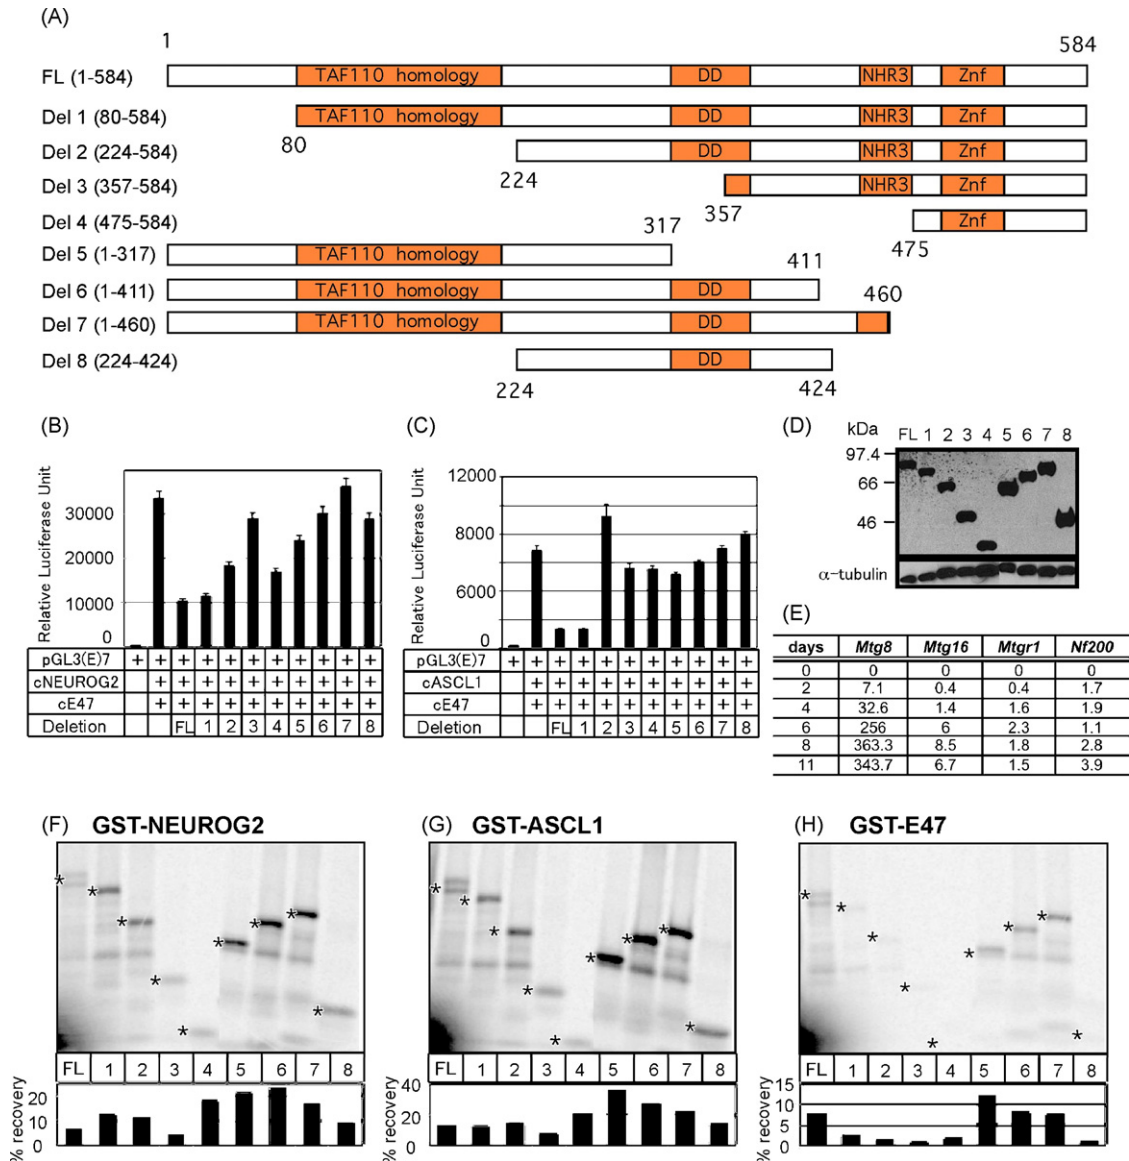 (A)
1
584
FL (1-584) TAF110 homology DD NHR3 Znf
Del 1 (80-584) TAF110 homology DD NHR3 Znf
80
Del 2 (224-584) DD NHR3 Znf
224
Del 3 (357-584) NHR3 Znf
357
Del 4 (475-584) Znf
475
317
Del 5 (1-317) TAF110 homology
411
Del 6 (1-411) TAF110 homology DD
460
Del 7 (1-460) TAF110 homology DD
Del 8 (224-424) DD
224
424
(B)
Relative Luciferase Unit
30000
20000
10000
0
pGL3(E)7 + + + + + + + + + + +
cNEUROG2 + + + + + + + + + +
cE47 + + + + + + + + + +
Deletion FL 1 2 3 4 5 6 7 8
(C)
Relative Luciferase Unit
12000
8000
6000
0
pGL3(E)7 + + + + + + + + + + +
cASCL1 + + + + + + + + + +
cE47 + + + + + + + + + +
Deletion FL 1 2 3 4 5 6 7 8
(D)
kDa FL 1 2 3 4 5 6 7 8
97.4
66
46
α-tubulin
(E)
days Mtg8 Mtg16 Mtgr1 Nf200
0 0 0 0 0
2 7.1 0.4 0.4 1.7
4 32.6 1.4 1.6 1.9
6 256 6 2.3 1.1
8 363.3 8.5 1.8 2.8
11 343.7 6.7 1.5 3.9
(F) GST-NEUROG2
* * * * * * * * *
FL 1 2 3 4 5 6 7 8
% recovery
20
10
0
(G) GST-ASCL1
* * * * * * * * *
FL 1 2 3 4 5 6 7 8
% recovery
40
20
0
(H) GST-E47
* * * * * * * * *
FL 1 2 3 4 5 6 7 8
% recovery
15
10
5
0